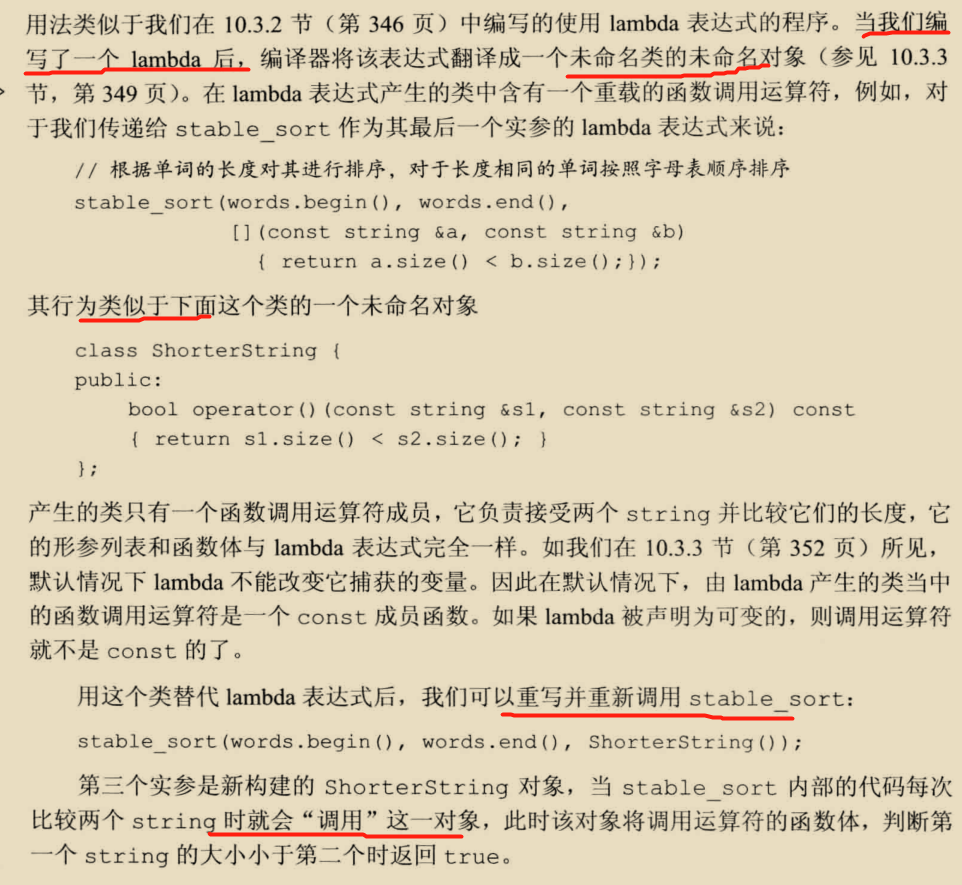 用法类似于我们在 10.3.2 节（第 346 页）中编写的使用 lambda 表达式的程序。当我们编
写了一个 lambda 后，编译器将该表达式翻译成一个未命名类的未命名对象（参见 10.3.3
节，第 349 页）。在 lambda 表达式产生的类中含有一个重载的函数调用运算符，例如，对
于我们传递给 stable_sort 作为其最后一个实参的 lambda 表达式来说：
// 根据单词的长度对其进行排序，对于长度相同的单词按照字母表顺序排序
stable_sort(words.begin(), words.end(),
[](const string &a, const string &b)
{ return a.size() < b.size();});
其行为类似于下面这个类的一个未命名对象
class ShorterString {
public:
bool operator()(const string &s1, const string &s2) const
{ return s1.size() < s2.size(); }
};
产生的类只有一个函数调用运算符成员，它负责接受两个 string 并比较它们的长度，它
的形参列表和函数体与 lambda 表达式完全一样。如我们在 10.3.3 节（第 352 页）所见，
默认情况下 lambda 不能改变它捕获的变量。因此在默认情况下，由 lambda 产生的类当中
的函数调用运算符是一个 const 成员函数。如果 lambda 被声明为可变的，则调用运算符
就不是 const 的了。
用这个类替代 lambda 表达式后，我们可以重写并重新调用 stable_sort：
stable_sort(words.begin(), words.end(), ShorterString());
第三个实参是新构建的 ShorterString 对象，当 stable_sort 内部的代码每次
比较两个 string 时就会“调用”这一对象，此时该对象将调用运算符的函数体，判断第
一个 string 的大小小于第二个时返回 true。